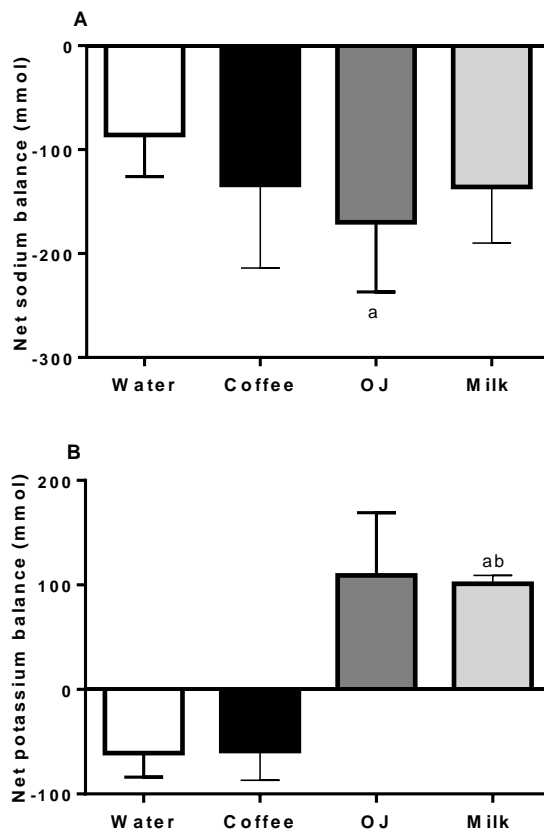 A
Net sodium balance (mmol)
0
-100
-200
-300
a
Water Coffee OJ Milk
B
Net potassium balance (mmol)
200
100
0
-100
ab
Water Coffee OJ Milk